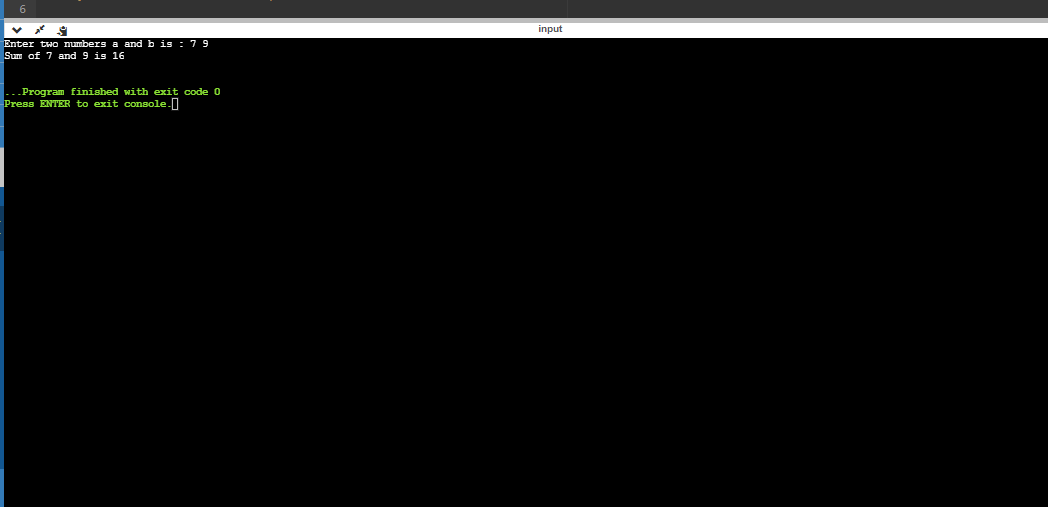 6
input
Enter two numbers a and b is : 7 9
Sum of 7 and 9 is 16
...Program finished with exit code 0
Press ENTER to exit console.